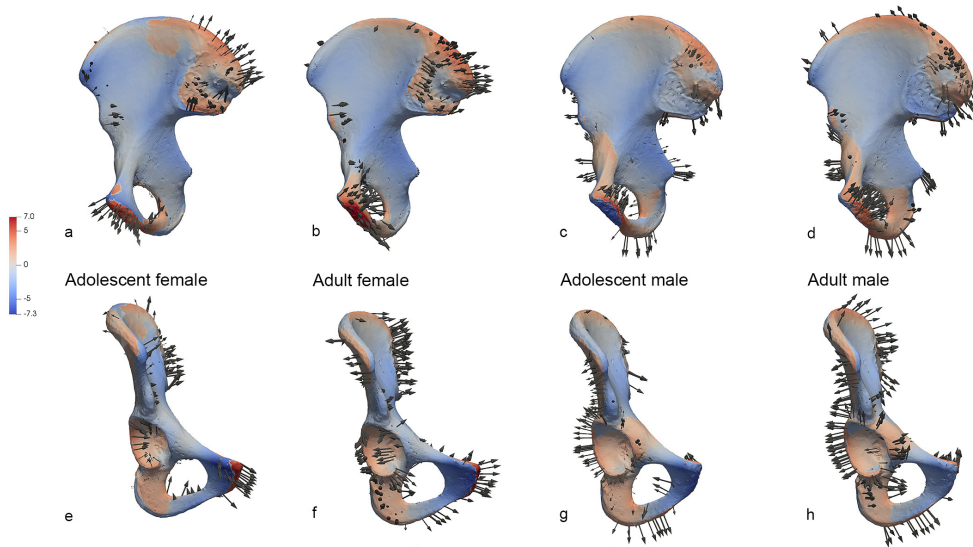 a
b
c
d
7.0
5
0
-5
-7.3
Adolescent female
Adult female
Adolescent male
Adult male
e
f
g
h